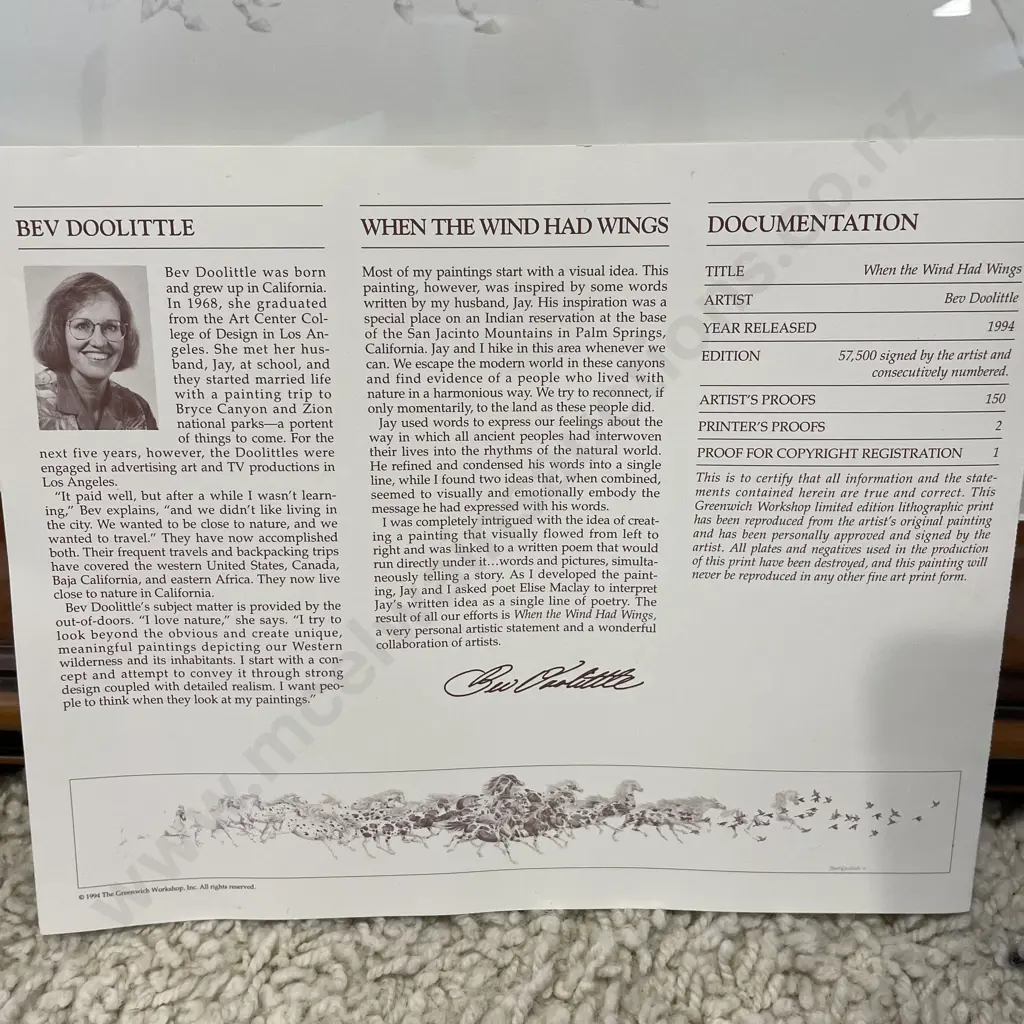 BEV DOOLITTLE
Bev Doolittle was born
and grew up in California.
In 1968, she graduated
from the Art Center Col-
lege of Design in Los An-
geles. She met her hus-
band, Jay, at school, and
they started married life
with a painting trip to
Bryce Canyon and Zion
national parks—a portent
of things to come. For the
next five years, however, the Doolittles were
engaged in advertising art and TV productions in
Los Angeles.
"It paid well, but after a while I wasn't learn-
ing," Bev explains, "and we didn't like living in
the city. We wanted to be close to nature, and we
wanted to travel." They have now accomplished
both. Their frequent travels and backpacking trips
have covered the western United States, Canada,
Baja California, and eastern Africa. They now live
close to nature in California.
Bev Doolittle's subject matter is provided by the
out-of-doors. "I love nature," she says. "I try to
look beyond the obvious and create unique,
meaningful paintings depicting our Western
wilderness and its inhabitants. I start with a con-
cept and attempt to convey it through strong
design coupled with detailed realism. I want peo-
ple to think when they look at my paintings."
WHEN THE WIND HAD WINGS
Most of my paintings start with a visual idea. This
painting, however, was inspired by some words
written by my husband, Jay. His inspiration was a
special place on an Indian reservation at the base
of the San Jacinto Mountains in Palm Springs,
California. Jay and I hike in this area whenever we
can. We escape the modern world in these canyons
and find evidence of a people who lived with
nature in a harmonious way. We try to reconnect, if
only momentarily, to the land as these people did.
Jay used words to express our feelings about the
way in which all ancient peoples had interwoven
their lives into the rhythms of the natural world.
He refined and condensed his words into a single
line, while I found two ideas that, when combined,
seemed to visually and emotionally embody the
message he had expressed with his words.
I was completely intrigued with the idea of creat-
ing a painting that visually flowed from left to
right and was linked to a written poem that would
run directly under it...words and pictures, simulta-
neously telling a story. As I developed the paint-
ing, Jay and I asked poet Elise Maclay to interpret
Jay's written idea as a single line of poetry. The
result of all our efforts is When the Wind Had Wings,
a very personal artistic statement and a wonderful
collaboration of artists.
Bev Doolittle
DOCUMENTATION
TITLE When the Wind Had Wings
ARTIST Bev Doolittle
YEAR RELEASED 1994
EDITION 57,500 signed by the artist and
consecutively numbered.
ARTIST'S PROOFS 150
PRINTER'S PROOFS 2
PROOF FOR COPYRIGHT REGISTRATION 1
This is to certify that all information and the state-
ments contained herein are true and correct. This
Greenwich Workshop limited edition lithographic print
has been reproduced from the artist's original painting
and has been personally approved and signed by the
artist. All plates and negatives used in the production
of this print have been destroyed, and this painting will
never be reproduced in any other fine art print form.
© 1994 The Greenwich Workshop, Inc. All rights reserved.